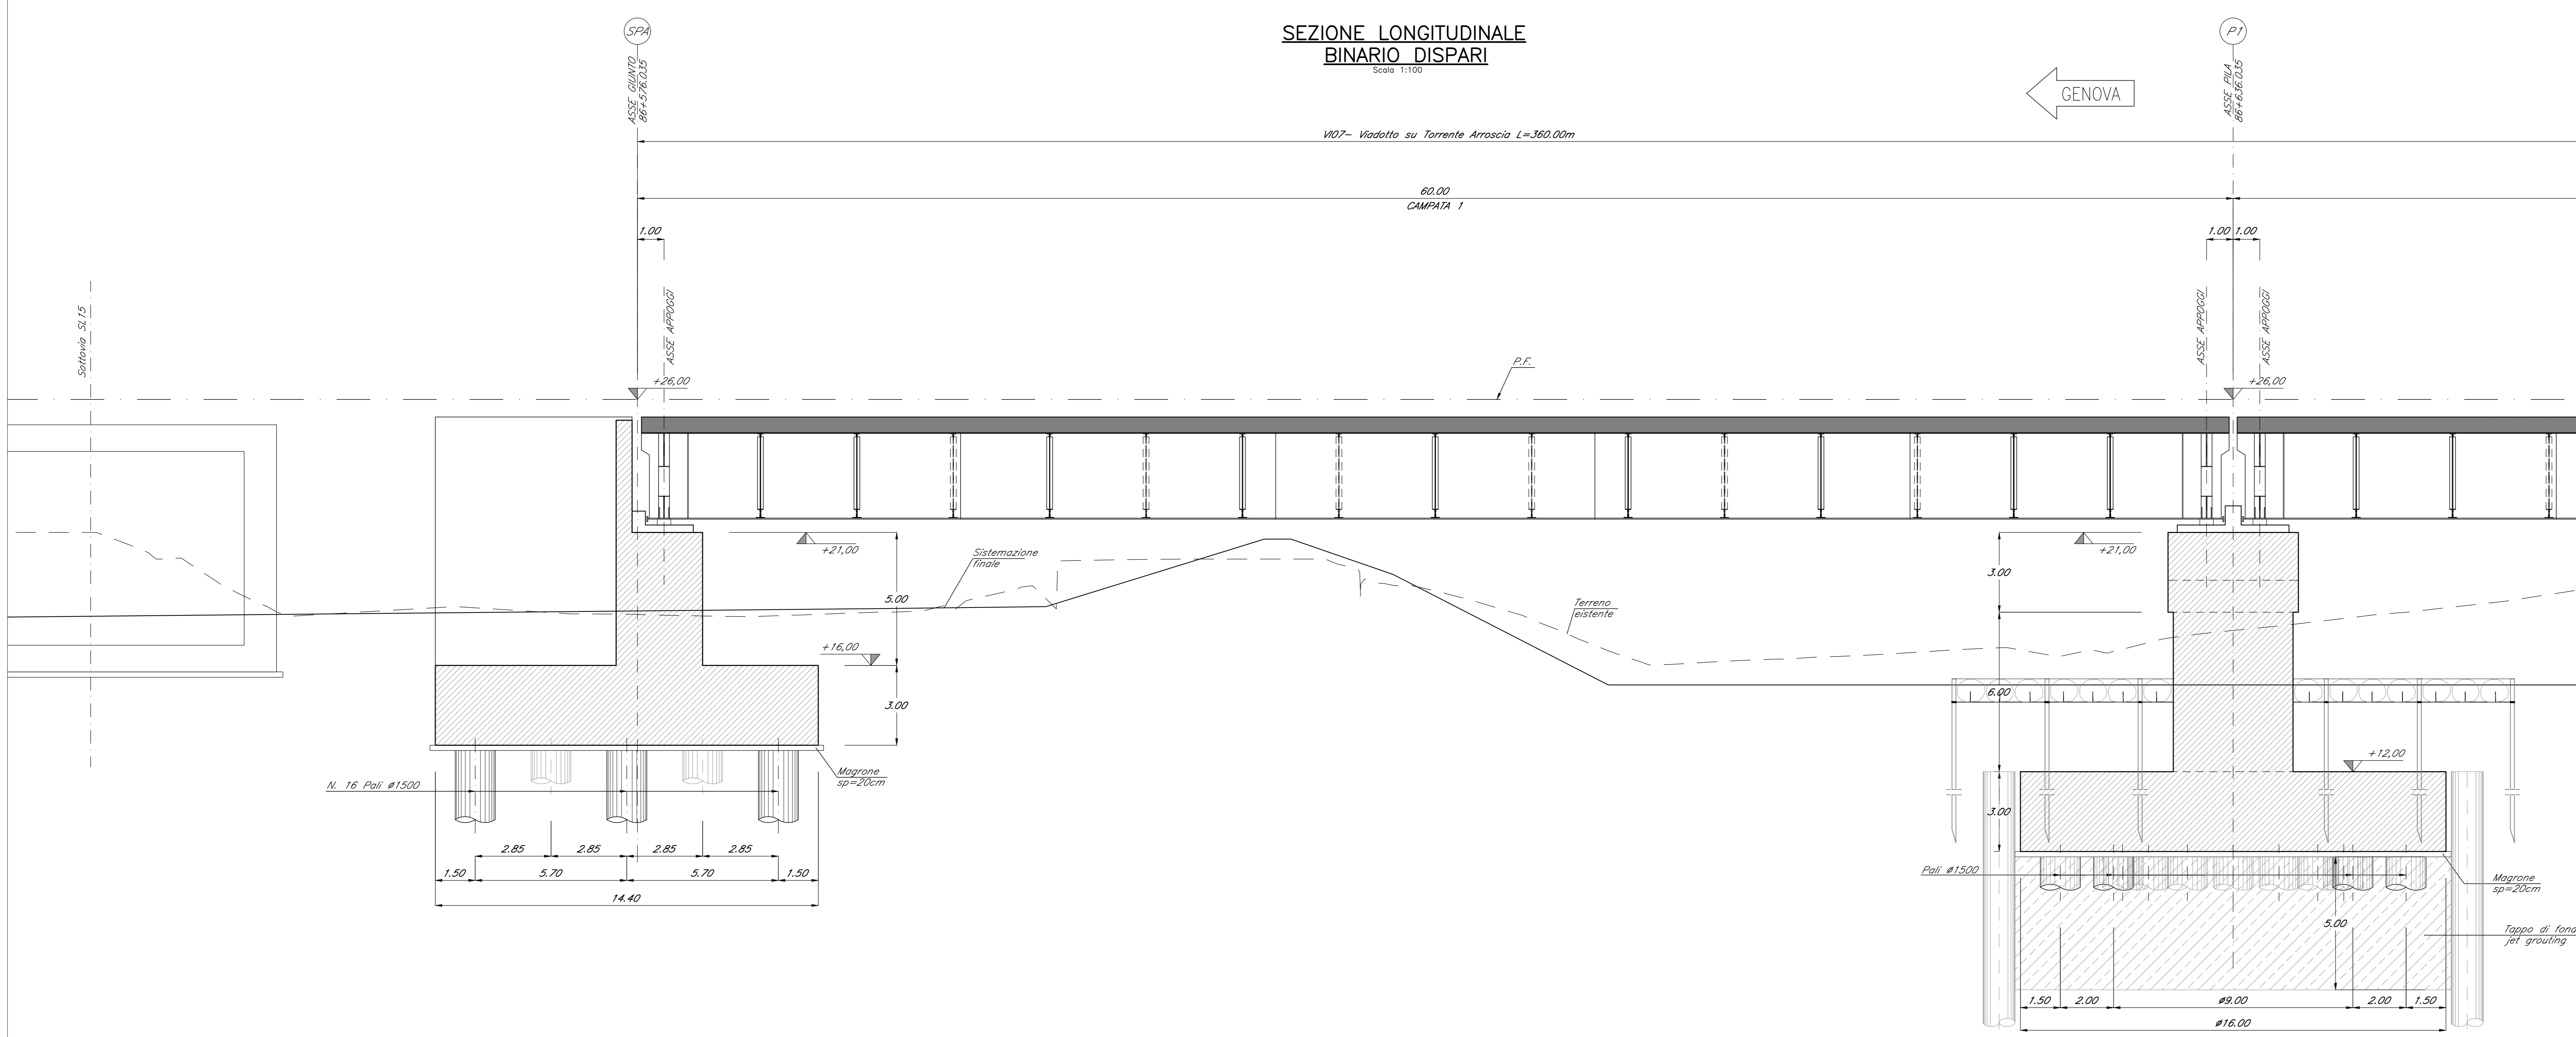 SEZIONE LONGITUDINALE
BINARIO DISPARI
Scala 1:100
SPA
ASSE GIUNTO
86+576.035
P1
ASSE PILA
86+636.035
GENOVA
VI07- Viadotto su Torrente Arroscia L=360.00m
60.00
CAMPATA 1
1.00
1.00
1.00
Sottovia SL15
ASSE APPOGGI
ASSE APPOGGI
ASSE APPOGGI
P.F.
+26,00
+26,00
+21,00
+21,00
Sistemazione
finale
5.00
3.00
Terreno
eistente
+16,00
6.00
3.00
+12,00
Magrone
sp=20cm
N. 16 Pali ø1500
3.00
2.85
2.85
2.85
2.85
1.50
5.70
5.70
1.50
14.40
Pali ø1500
Magrone
sp=20cm
5.00
Tappo di fond
jet grouting
1.50
2.00
ø9.00
2.00
1.50
ø16.00